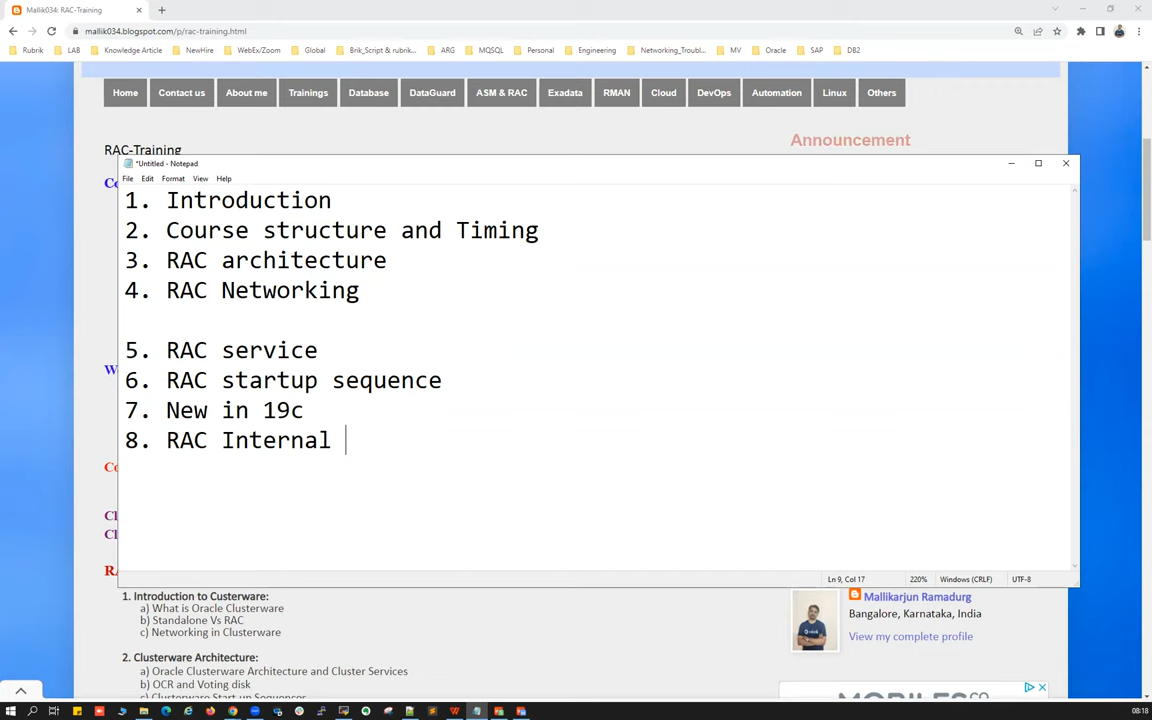 Mallik034: RAC-Training
mallik034.blogspot.com/p/rac-training.html
Rubrik LAB Knowledge Article NewHire WebEx/Zoom Global Brik_Script & rubrik... ARG MQSQL Personal Engineering Networking_Troubl... MV Oracle SAP DB2
Home Contact us About me Trainings Database DataGuard ASM & RAC Exadata RMAN Cloud DevOps Automation Linux Others
Announcement
RAC-Training
*Untitled - Notepad
File Edit Format View Help
1. Introduction
2. Course structure and Timing
3. RAC architecture
4. RAC Networking
5. RAC service
6. RAC startup sequence
7. New in 19c
8. RAC Internal
Ln 9, Col 17 220% Windows (CRLF) UTF-8
1. Introduction to Custerware:
a) What is Oracle Clusterware
b) Standalone Vs RAC
c) Networking in Clusterware
2. Clusterware Architecture:
a) Oracle Clusterware Architecture and Cluster Services
b) OCR and Voting disk
c) Clusterware Start up Sequences
Mallikarjun Ramadurg
Bangalore, Karnataka, India
View my complete profile
08:18